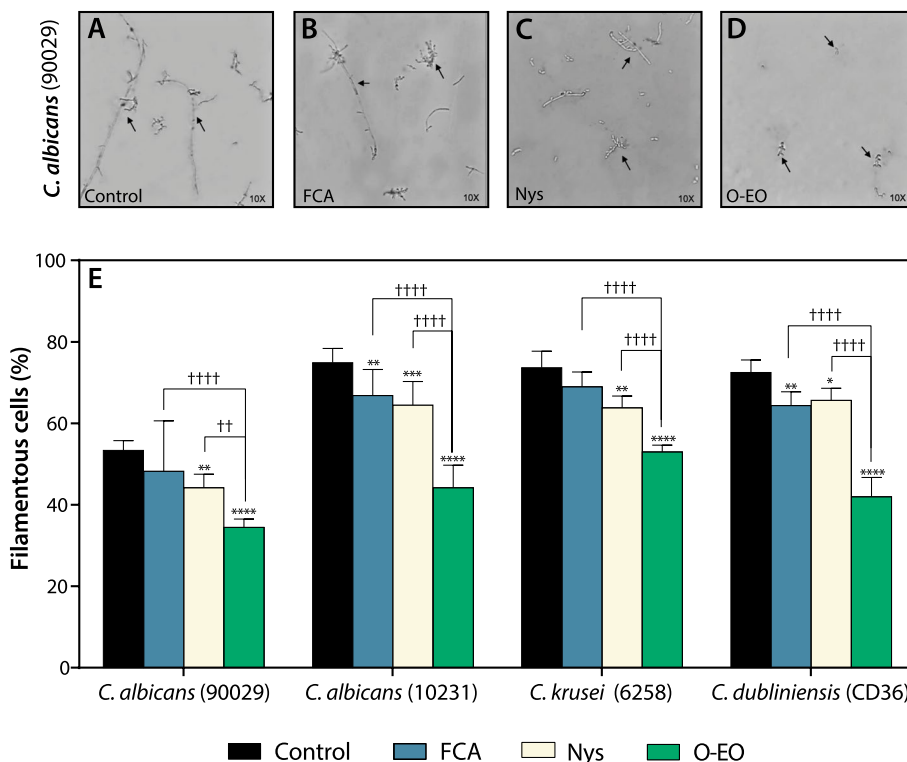 C. albicans (90029)
A
Control
10X
B
FCA
10X
C
Nys
10X
D
O-EO
10X
E
Filamentous cells (%)
100
80
60
40
20
0
††††
††
**
****
††††
††††
**
***
****
††††
††††
**
****
††††
††††
**
*
****
C. albicans (90029)
C. albicans (10231)
C. krusei (6258)
C. dubliniensis (CD36)
Control
FCA
Nys
O-EO